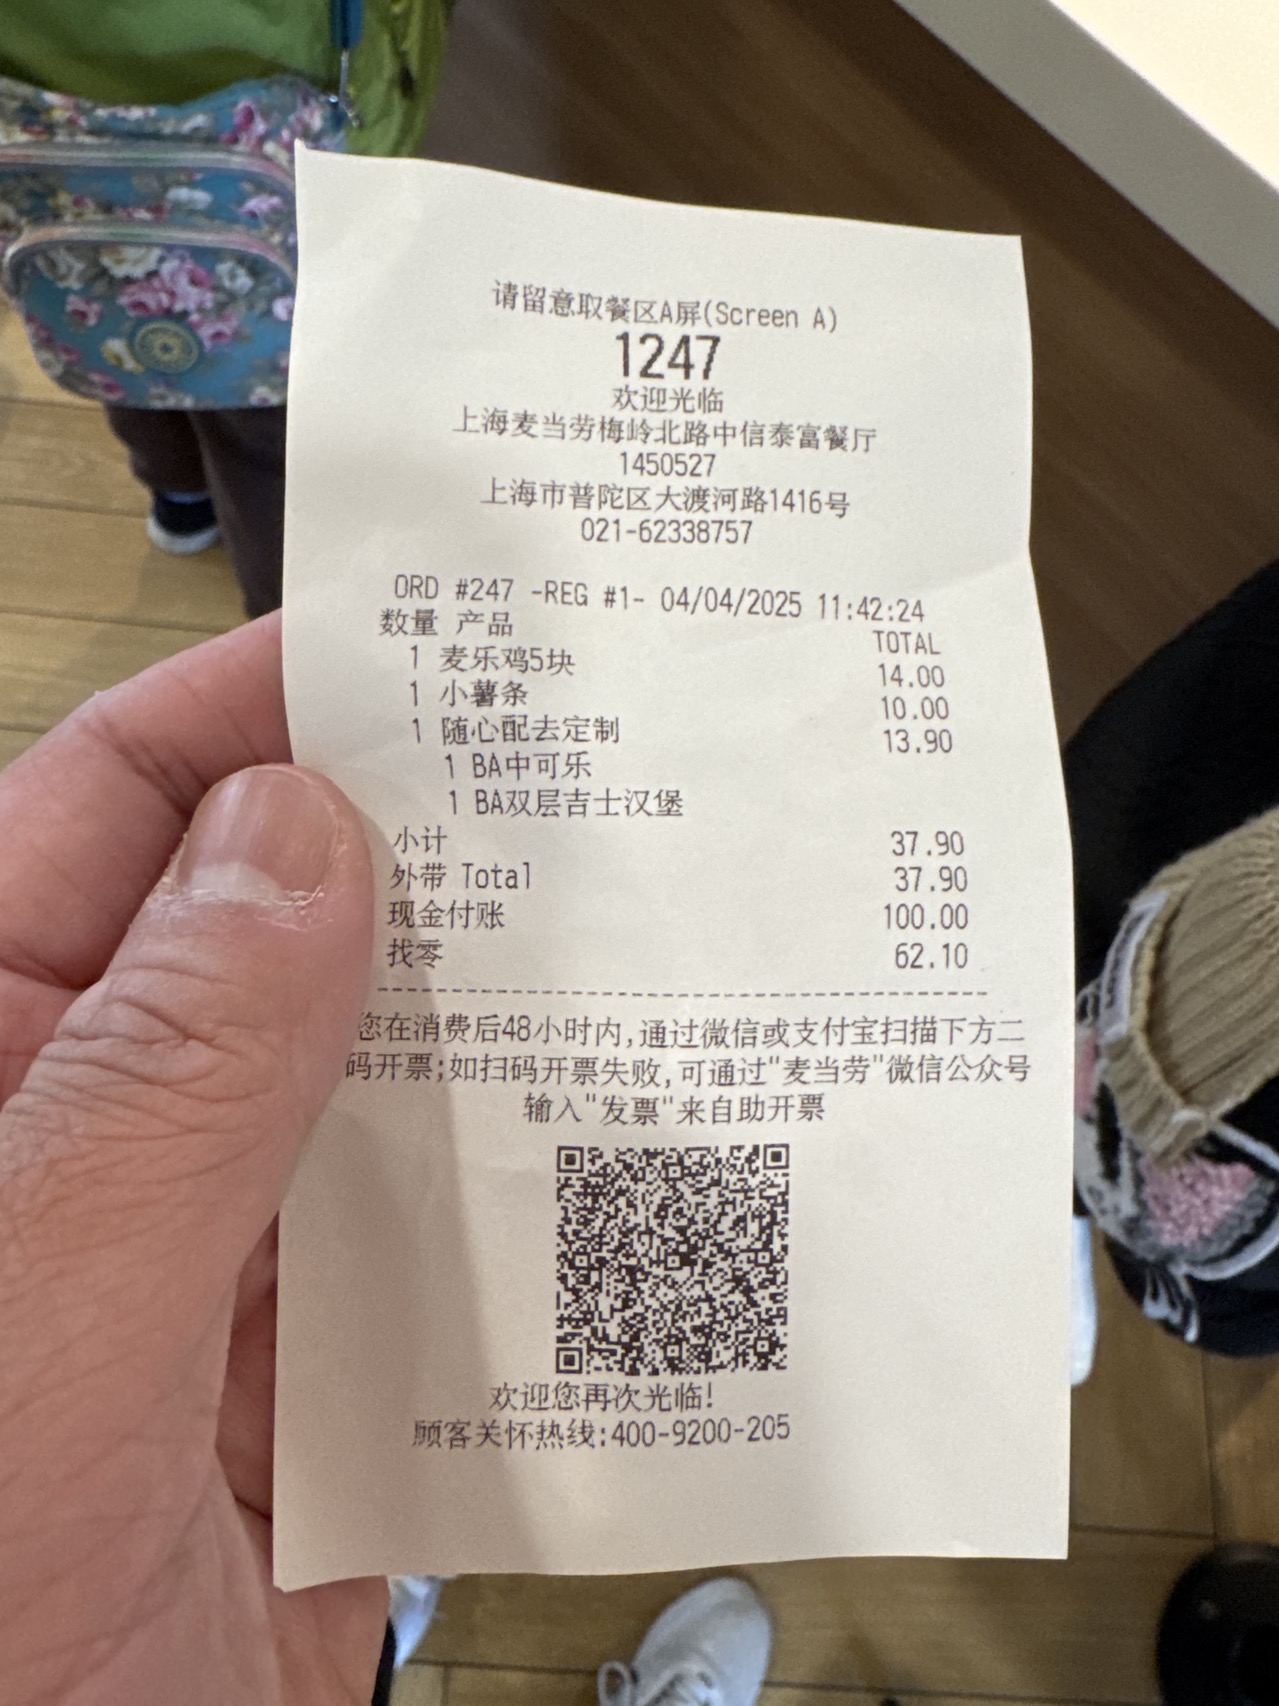 请留意取餐区A屏(Screen A)
1247
欢迎光临
上海麦当劳梅岭北路中信泰富餐厅
1450527
上海市普陀区大渡河路1416号
021-62338757
ORD #247 -REG #1- 04/04/2025 11:42:24
数量 产品 TOTAL
1 麦乐鸡5块 14.00
1 小薯条 10.00
1 随心配去定制 13.90
1 BA中可乐
1 BA双层吉士汉堡
小计 37.90
外带 Total 37.90
现金付账 100.00
找零 62.10
您在消费后48小时内,通过微信或支付宝扫描下方二
码开票;如扫码开票失败,可通过"麦当劳"微信公众号
输入"发票"来自助开票
欢迎您再次光临!
顾客关怀热线:400-9200-205